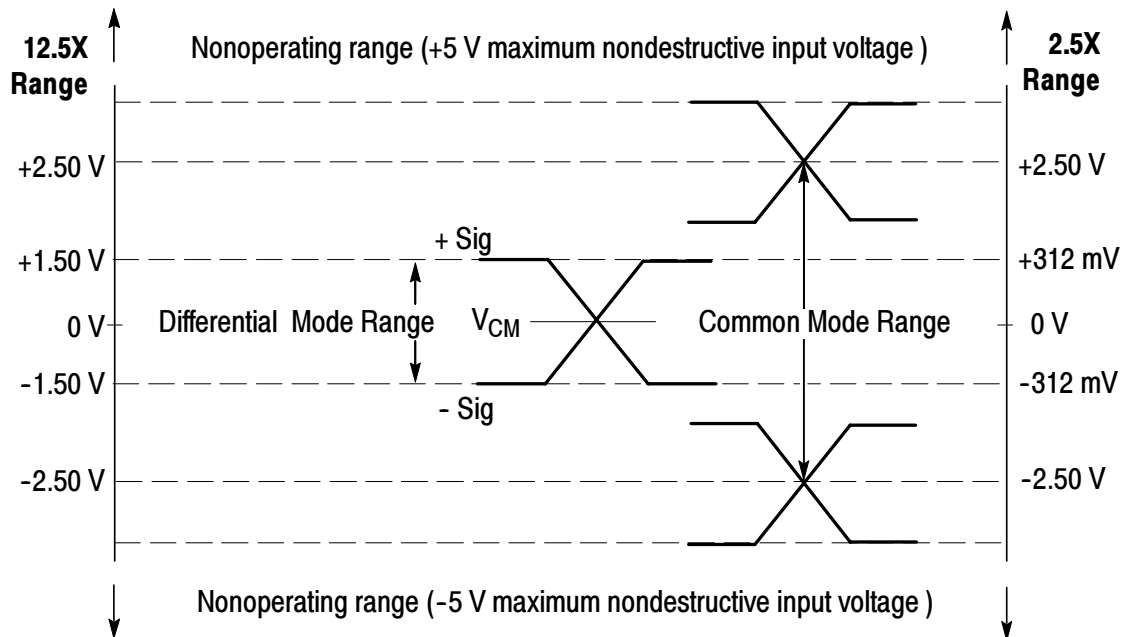 Nonoperating range (+5 V maximum nondestructive input voltage )
12.5X
Range
2.5X
Range
+2.50 V
+2.50 V
+ Sig
+1.50 V
+312 mV
0 V
Differential Mode Range
VCM
Common Mode Range
0 V
-1.50 V
-312 mV
- Sig
-2.50 V
-2.50 V
Nonoperating range (-5 V maximum nondestructive input voltage )